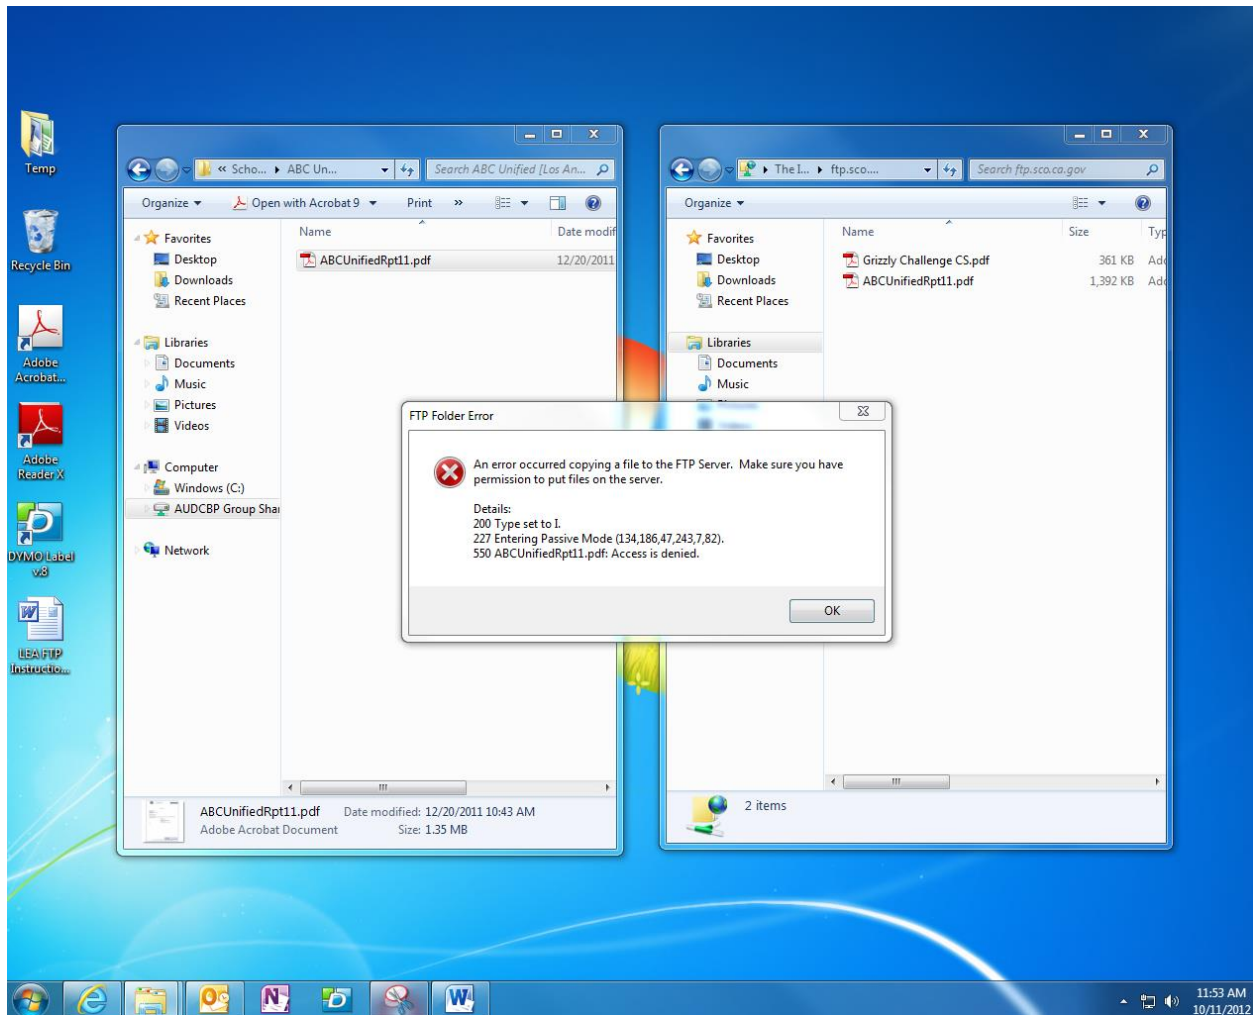 Temp
Recycle Bin
Adobe
Acrobat...
Adobe
Reader X
DYMO Label
v.8
LEA FTP
Instructio...
« Scho... ABC Un...
Search ABC Unified [Los An...
Organize
Open with Acrobat 9
Print
»
Favorites
Desktop
Downloads
Recent Places
Libraries
Documents
Music
Pictures
Videos
Computer
Windows (C:)
AUDCBP Group Shar
Network
Name
Date modif
ABCUnifiedRpt11.pdf
12/20/2011
ABCUnifiedRpt11.pdf Date modified: 12/20/2011 10:43 AM
Adobe Acrobat Document Size: 1.35 MB
The I... ftp.sco....
Search ftp.sco.ca.gov
Organize
Favorites
Desktop
Downloads
Recent Places
Libraries
Documents
Music
Name
Size
Typ
Grizzly Challenge CS.pdf 361 KB Ado
ABCUnifiedRpt11.pdf 1,392 KB Ado
2 items
FTP Folder Error
An error occurred copying a file to the FTP Server. Make sure you have
permission to put files on the server.
Details:
200 Type set to I.
227 Entering Passive Mode (134,186,47,243,7,82).
550 ABCUnifiedRpt11.pdf: Access is denied.
OK
11:53 AM
10/11/2012